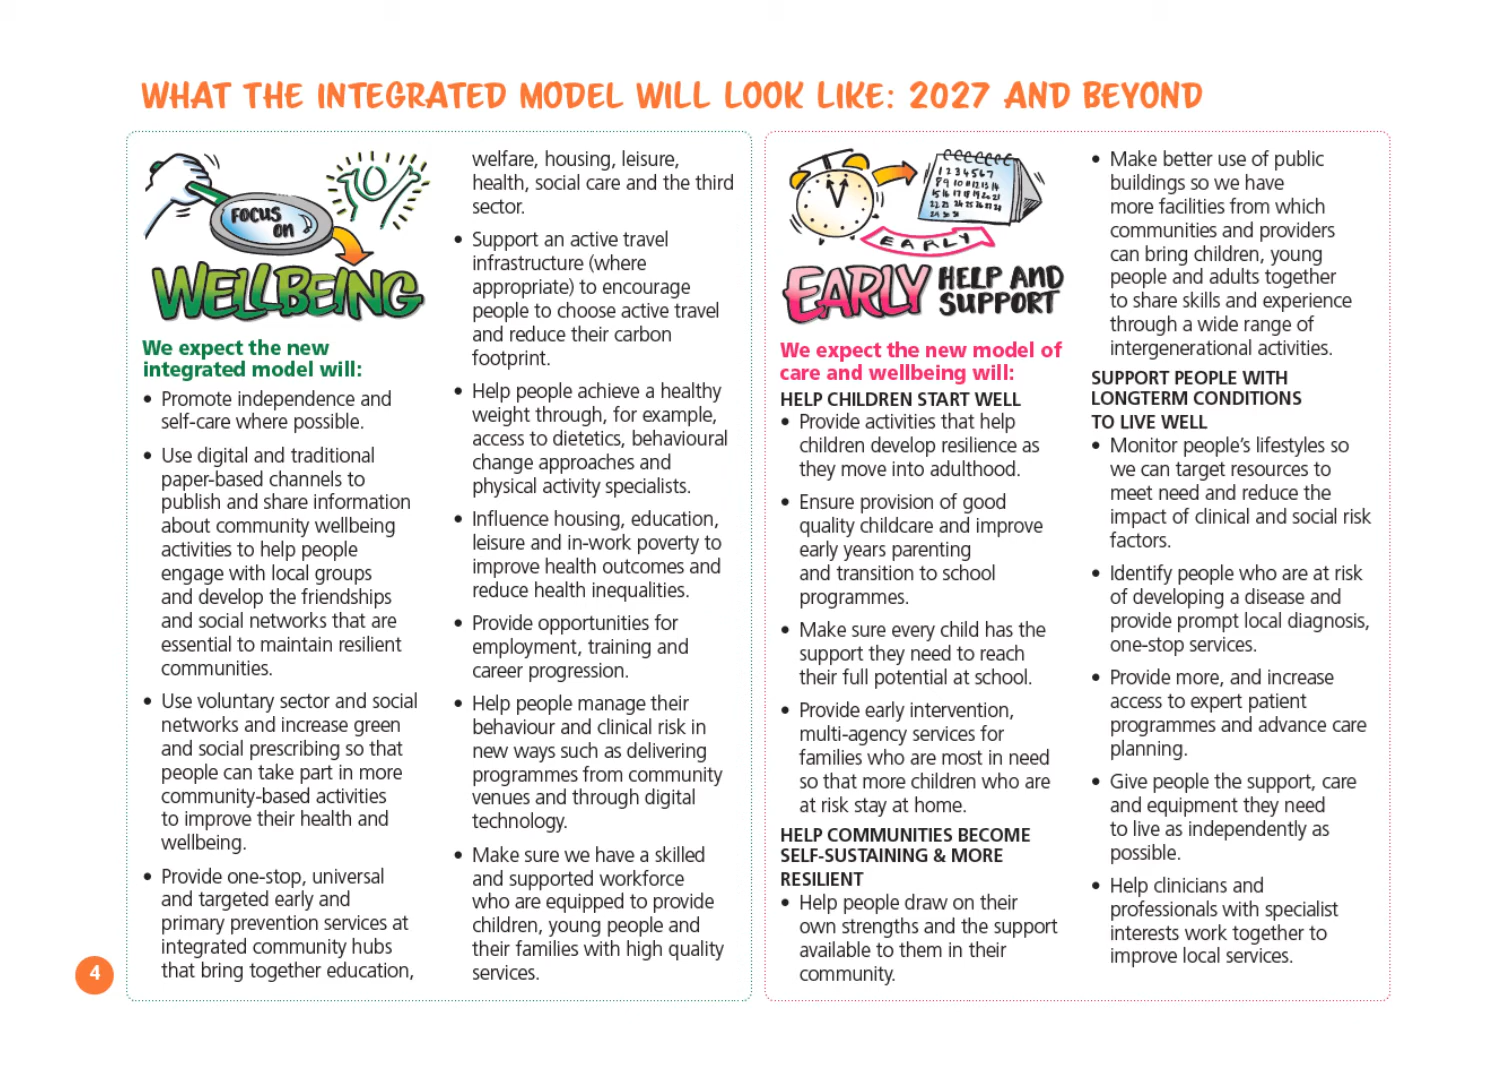 WHAT THE INTEGRATED MODEL WILL LOOK LIKE: 2027 AND BEYOND
FOCUS
on
WELLBEING
We expect the new
integrated model will:
• Promote independence and
self-care where possible.
• Use digital and traditional
paper-based channels to
publish and share information
about community wellbeing
activities to help people
engage with local groups
and develop the friendships
and social networks that are
essential to maintain resilient
communities.
• Use voluntary sector and social
networks and increase green
and social prescribing so that
people can take part in more
community-based activities
to improve their health and
wellbeing.
• Provide one-stop, universal
and targeted early and
primary prevention services at
integrated community hubs
that bring together education,
welfare, housing, leisure,
health, social care and the third
sector.
• Support an active travel
infrastructure (where
appropriate) to encourage
people to choose active travel
and reduce their carbon
footprint.
• Help people achieve a healthy
weight through, for example,
access to dietetics, behavioural
change approaches and
physical activity specialists.
• Influence housing, education,
leisure and in-work poverty to
improve health outcomes and
reduce health inequalities.
• Provide opportunities for
employment, training and
career progression.
• Help people manage their
behaviour and clinical risk in
new ways such as delivering
programmes from community
venues and through digital
technology.
• Make sure we have a skilled
and supported workforce
who are equipped to provide
children, young people and
their families with high quality
services.
1 2 3 4 5 6 7
EARLY
EARLY HELP AND
SUPPORT
We expect the new model of
care and wellbeing will:
HELP CHILDREN START WELL
• Provide activities that help
children develop resilience as
they move into adulthood.
• Ensure provision of good
quality childcare and improve
early years parenting
and transition to school
programmes.
• Make sure every child has the
support they need to reach
their full potential at school.
• Provide early intervention,
multi-agency services for
families who are most in need
so that more children who are
at risk stay at home.
HELP COMMUNITIES BECOME
SELF-SUSTAINING & MORE
RESILIENT
• Help people draw on their
own strengths and the support
available to them in their
community.
• Make better use of public
buildings so we have
more facilities from which
communities and providers
can bring children, young
people and adults together
to share skills and experience
through a wide range of
intergenerational activities.
SUPPORT PEOPLE WITH
LONGTERM CONDITIONS
TO LIVE WELL
• Monitor people's lifestyles so
we can target resources to
meet need and reduce the
impact of clinical and social risk
factors.
• Identify people who are at risk
of developing a disease and
provide prompt local diagnosis,
one-stop services.
• Provide more, and increase
access to expert patient
programmes and advance care
planning.
• Give people the support, care
and equipment they need
to live as independently as
possible.
• Help clinicians and
professionals with specialist
interests work together to
improve local services.
4